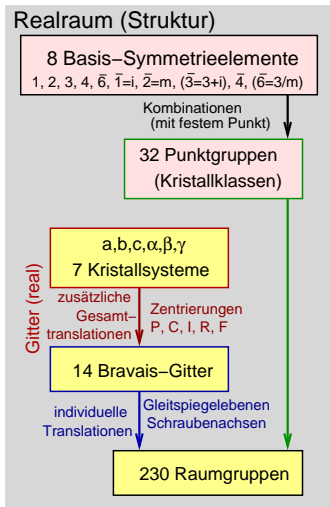 Realraum (Struktur)
8 Basis−Symmetrieelemente
1, 2, 3, 4, 6̄, 1̄=i, 2̄=m, (3̄=3+i), 4̄, (6̄=3/m)
Kombinationen
(mit festem Punkt)
32 Punktgruppen
(Kristallklassen)
Gitter (real)
a,b,c,α,β,γ
7 Kristallsysteme
zusätzliche
Gesamt−
translationen
Zentrierungen
P, C, I, R, F
14 Bravais−Gitter
individuelle
Translationen
Gleitspiegelebenen
Schraubenachsen
230 Raumgruppen